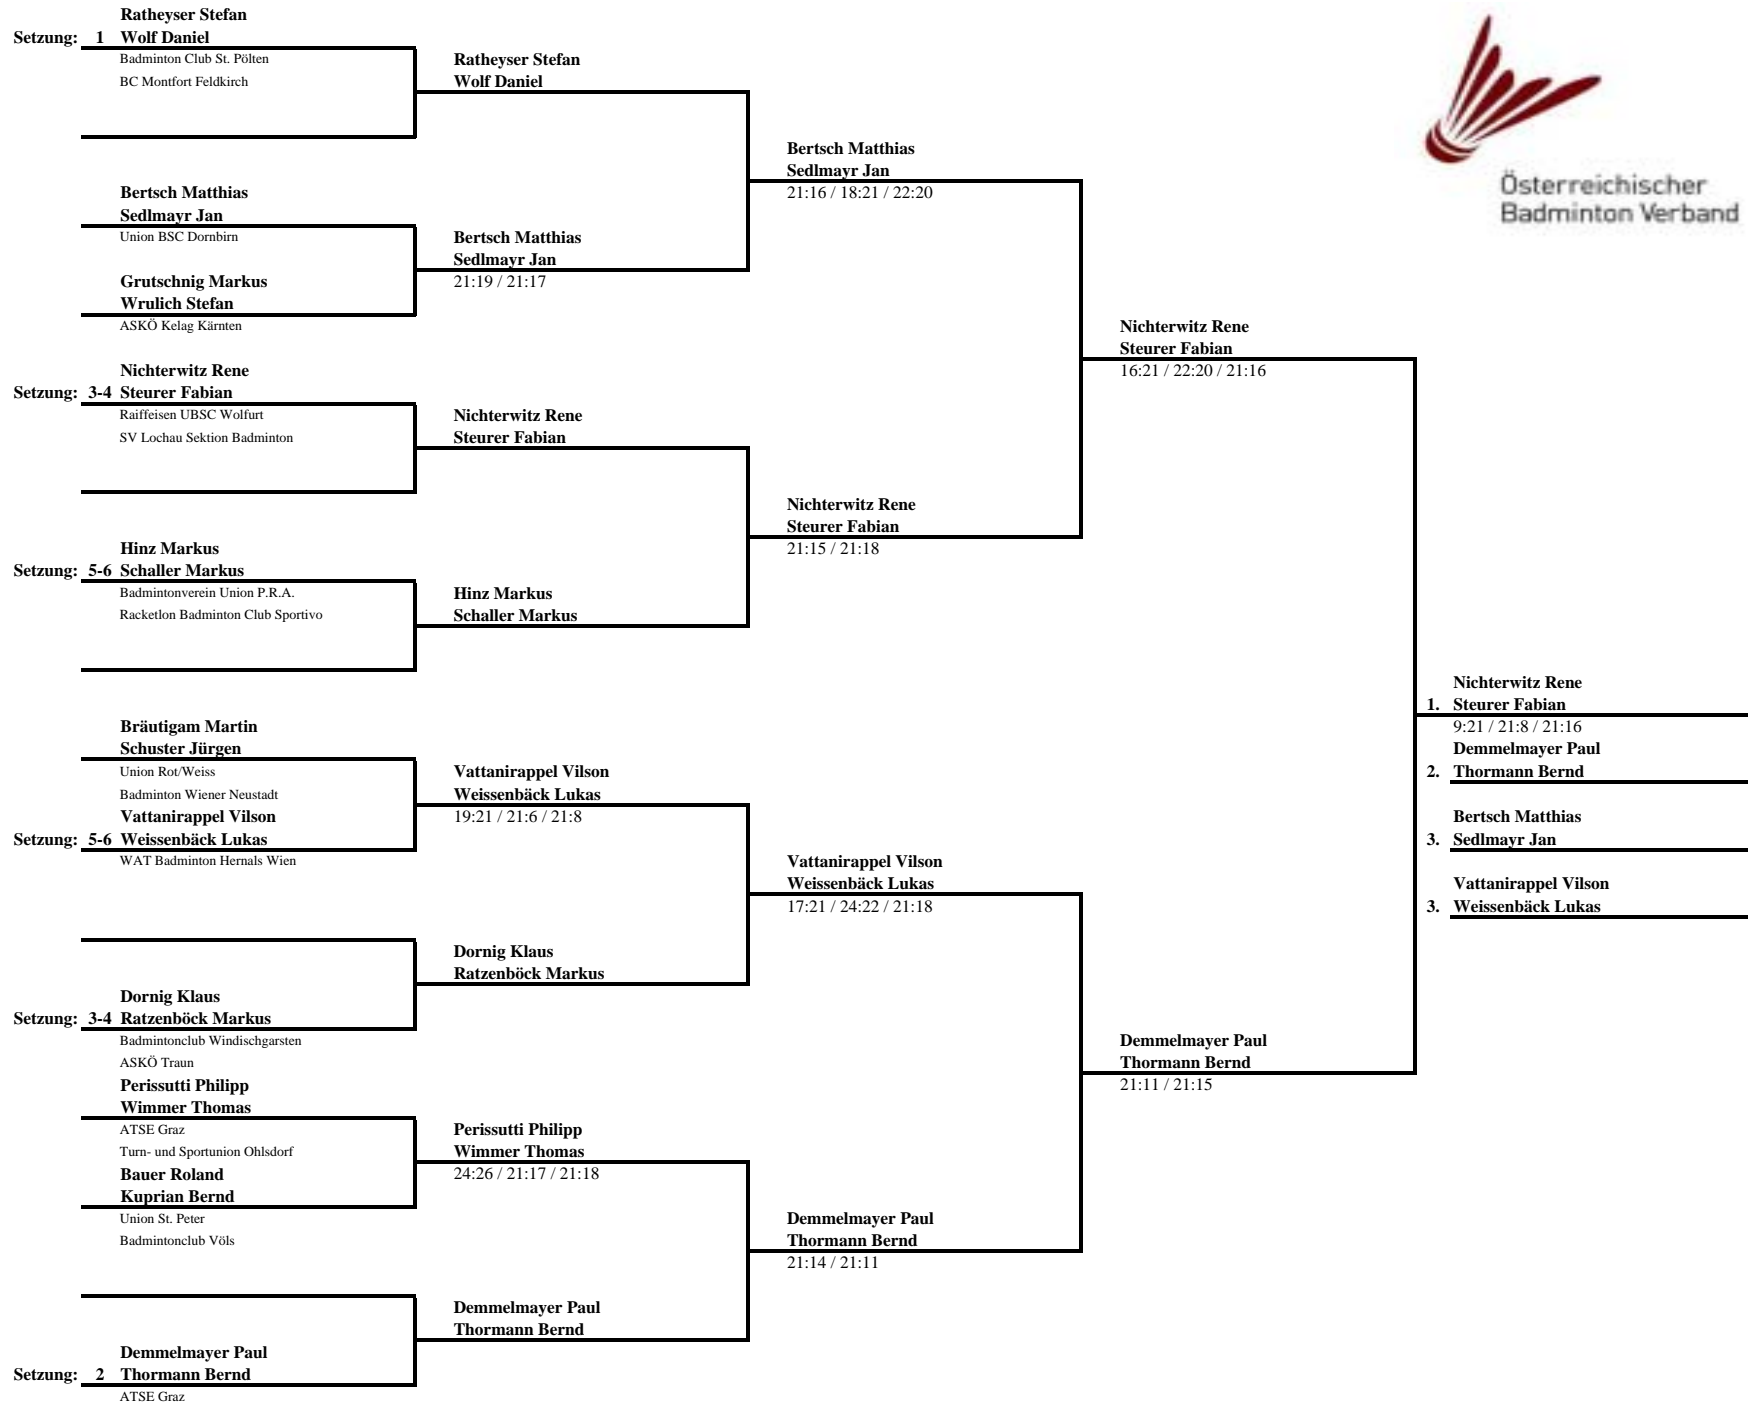 Ratheyser Stefan
Setzung: 1 Wolf Daniel
Badminton Club St. Pölten
BC Montfort Feldkirch
Bertsch Matthias
Sedlmayr Jan
Union BSC Dornbirn
Grutschnig Markus
Wrulich Stefan
ASKÖ Kelag Kärnten
Nichterwitz Rene
Setzung: 3-4 Steurer Fabian
Raiffeisen UBSC Wolfurt
SV Lochau Sektion Badminton
Hinz Markus
Setzung: 5-6 Schaller Markus
Badmintonverein Union P.R.A.
Racketlon Badminton Club Sportivo
Bräutigam Martin
Schuster Jürgen
Union Rot/Weiss
Badminton Wiener Neustadt
Vattanirappel Vilson
Setzung: 5-6 Weissenbäck Lukas
WAT Badminton Hernals Wien
Dornig Klaus
Setzung: 3-4 Ratzenböck Markus
Badmintonclub Windischgarsten
ASKÖ Traun
Perissutti Philipp
Wimmer Thomas
ATSE Graz
Turn- und Sportunion Ohlsdorf
Bauer Roland
Kuprian Bernd
Union St. Peter
Badmintonclub Völs
Demmelmayer Paul
Setzung: 2 Thormann Bernd
ATSE Graz
Ratheyser Stefan
Wolf Daniel
Bertsch Matthias
Sedlmayr Jan
21:19 / 21:17
Nichterwitz Rene
Steurer Fabian
Hinz Markus
Schaller Markus
Vattanirappel Vilson
Weissenbäck Lukas
19:21 / 21:6 / 21:8
Dornig Klaus
Ratzenböck Markus
Perissutti Philipp
Wimmer Thomas
24:26 / 21:17 / 21:18
Demmelmayer Paul
Thormann Bernd
Bertsch Matthias
Sedlmayr Jan
21:16 / 18:21 / 22:20
Nichterwitz Rene
Steurer Fabian
21:15 / 21:18
Vattanirappel Vilson
Weissenbäck Lukas
17:21 / 24:22 / 21:18
Demmelmayer Paul
Thormann Bernd
21:14 / 21:11
Nichterwitz Rene
Steurer Fabian
16:21 / 22:20 / 21:16
Demmelmayer Paul
Thormann Bernd
21:11 / 21:15
Österreichischer
Badminton Verband
Nichterwitz Rene
1. Steurer Fabian
9:21 / 21:8 / 21:16
Demmelmayer Paul
2. Thormann Bernd
Bertsch Matthias
3. Sedlmayr Jan
Vattanirappel Vilson
3. Weissenbäck Lukas